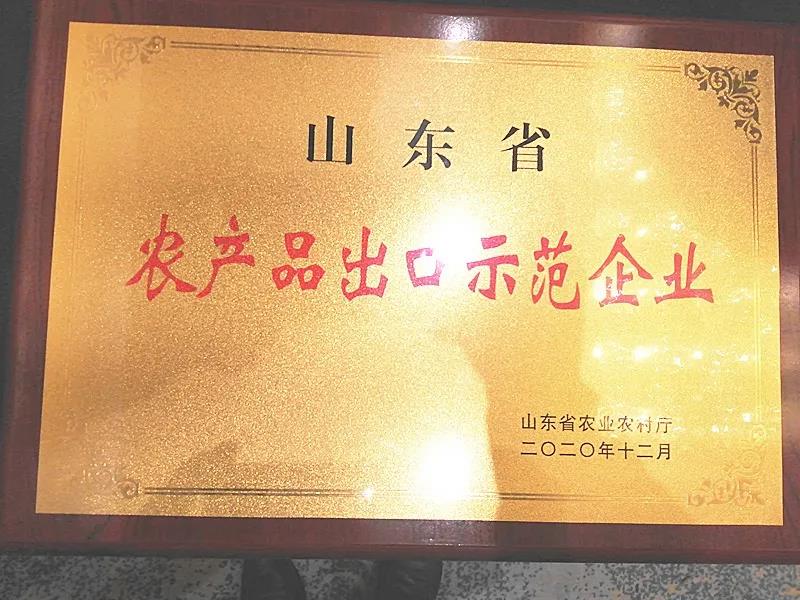 山东省
农产品出口示范企业
山东省农业农村厅
二〇二〇年十二月